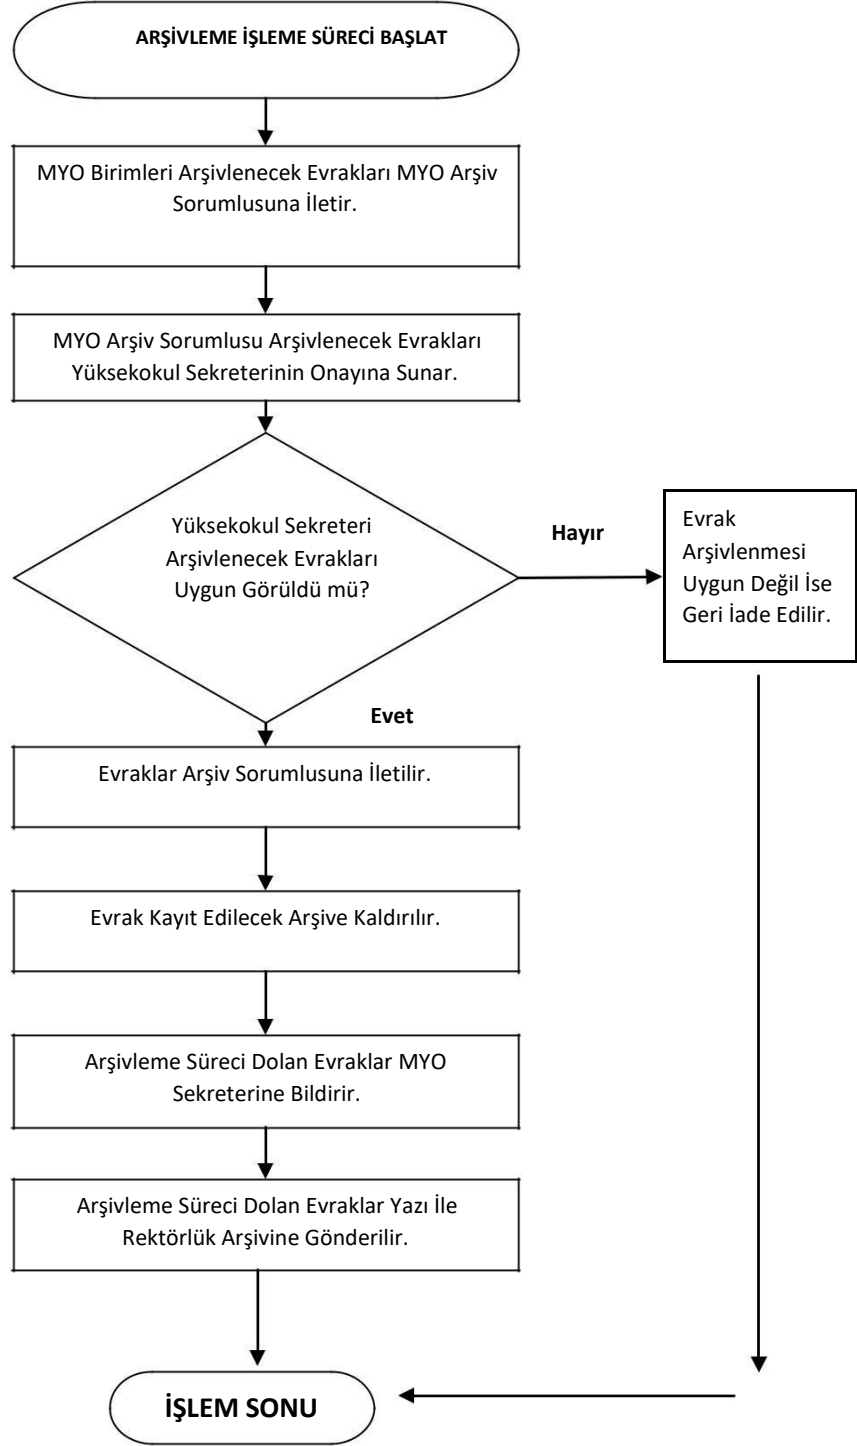 ARŞİVLEME İŞLEME SÜRECİ BAŞLAT
MYO Birimleri Arşivlenecek Evrakları MYO Arşiv
Sorumlusuna İletir.
MYO Arşiv Sorumlusu Arşivlenecek Evrakları
Yüksekokul Sekreterinin Onayına Sunar.
Yüksekokul Sekreteri
Arşivlenecek Evrakları
Uygun Görüldü mü?
Hayır
Evrak
Arşivlenmesi
Uygun Değil İse
Geri İade Edilir.
Evet
Evraklar Arşiv Sorumlusuna İletilir.
Evrak Kayıt Edilecek Arşive Kaldırılır.
Arşivleme Süreci Dolan Evraklar MYO
Sekreterine Bildirir.
Arşivleme Süreci Dolan Evraklar Yazı İle
Rektörlük Arşivine Gönderilir.
İŞLEM SONU